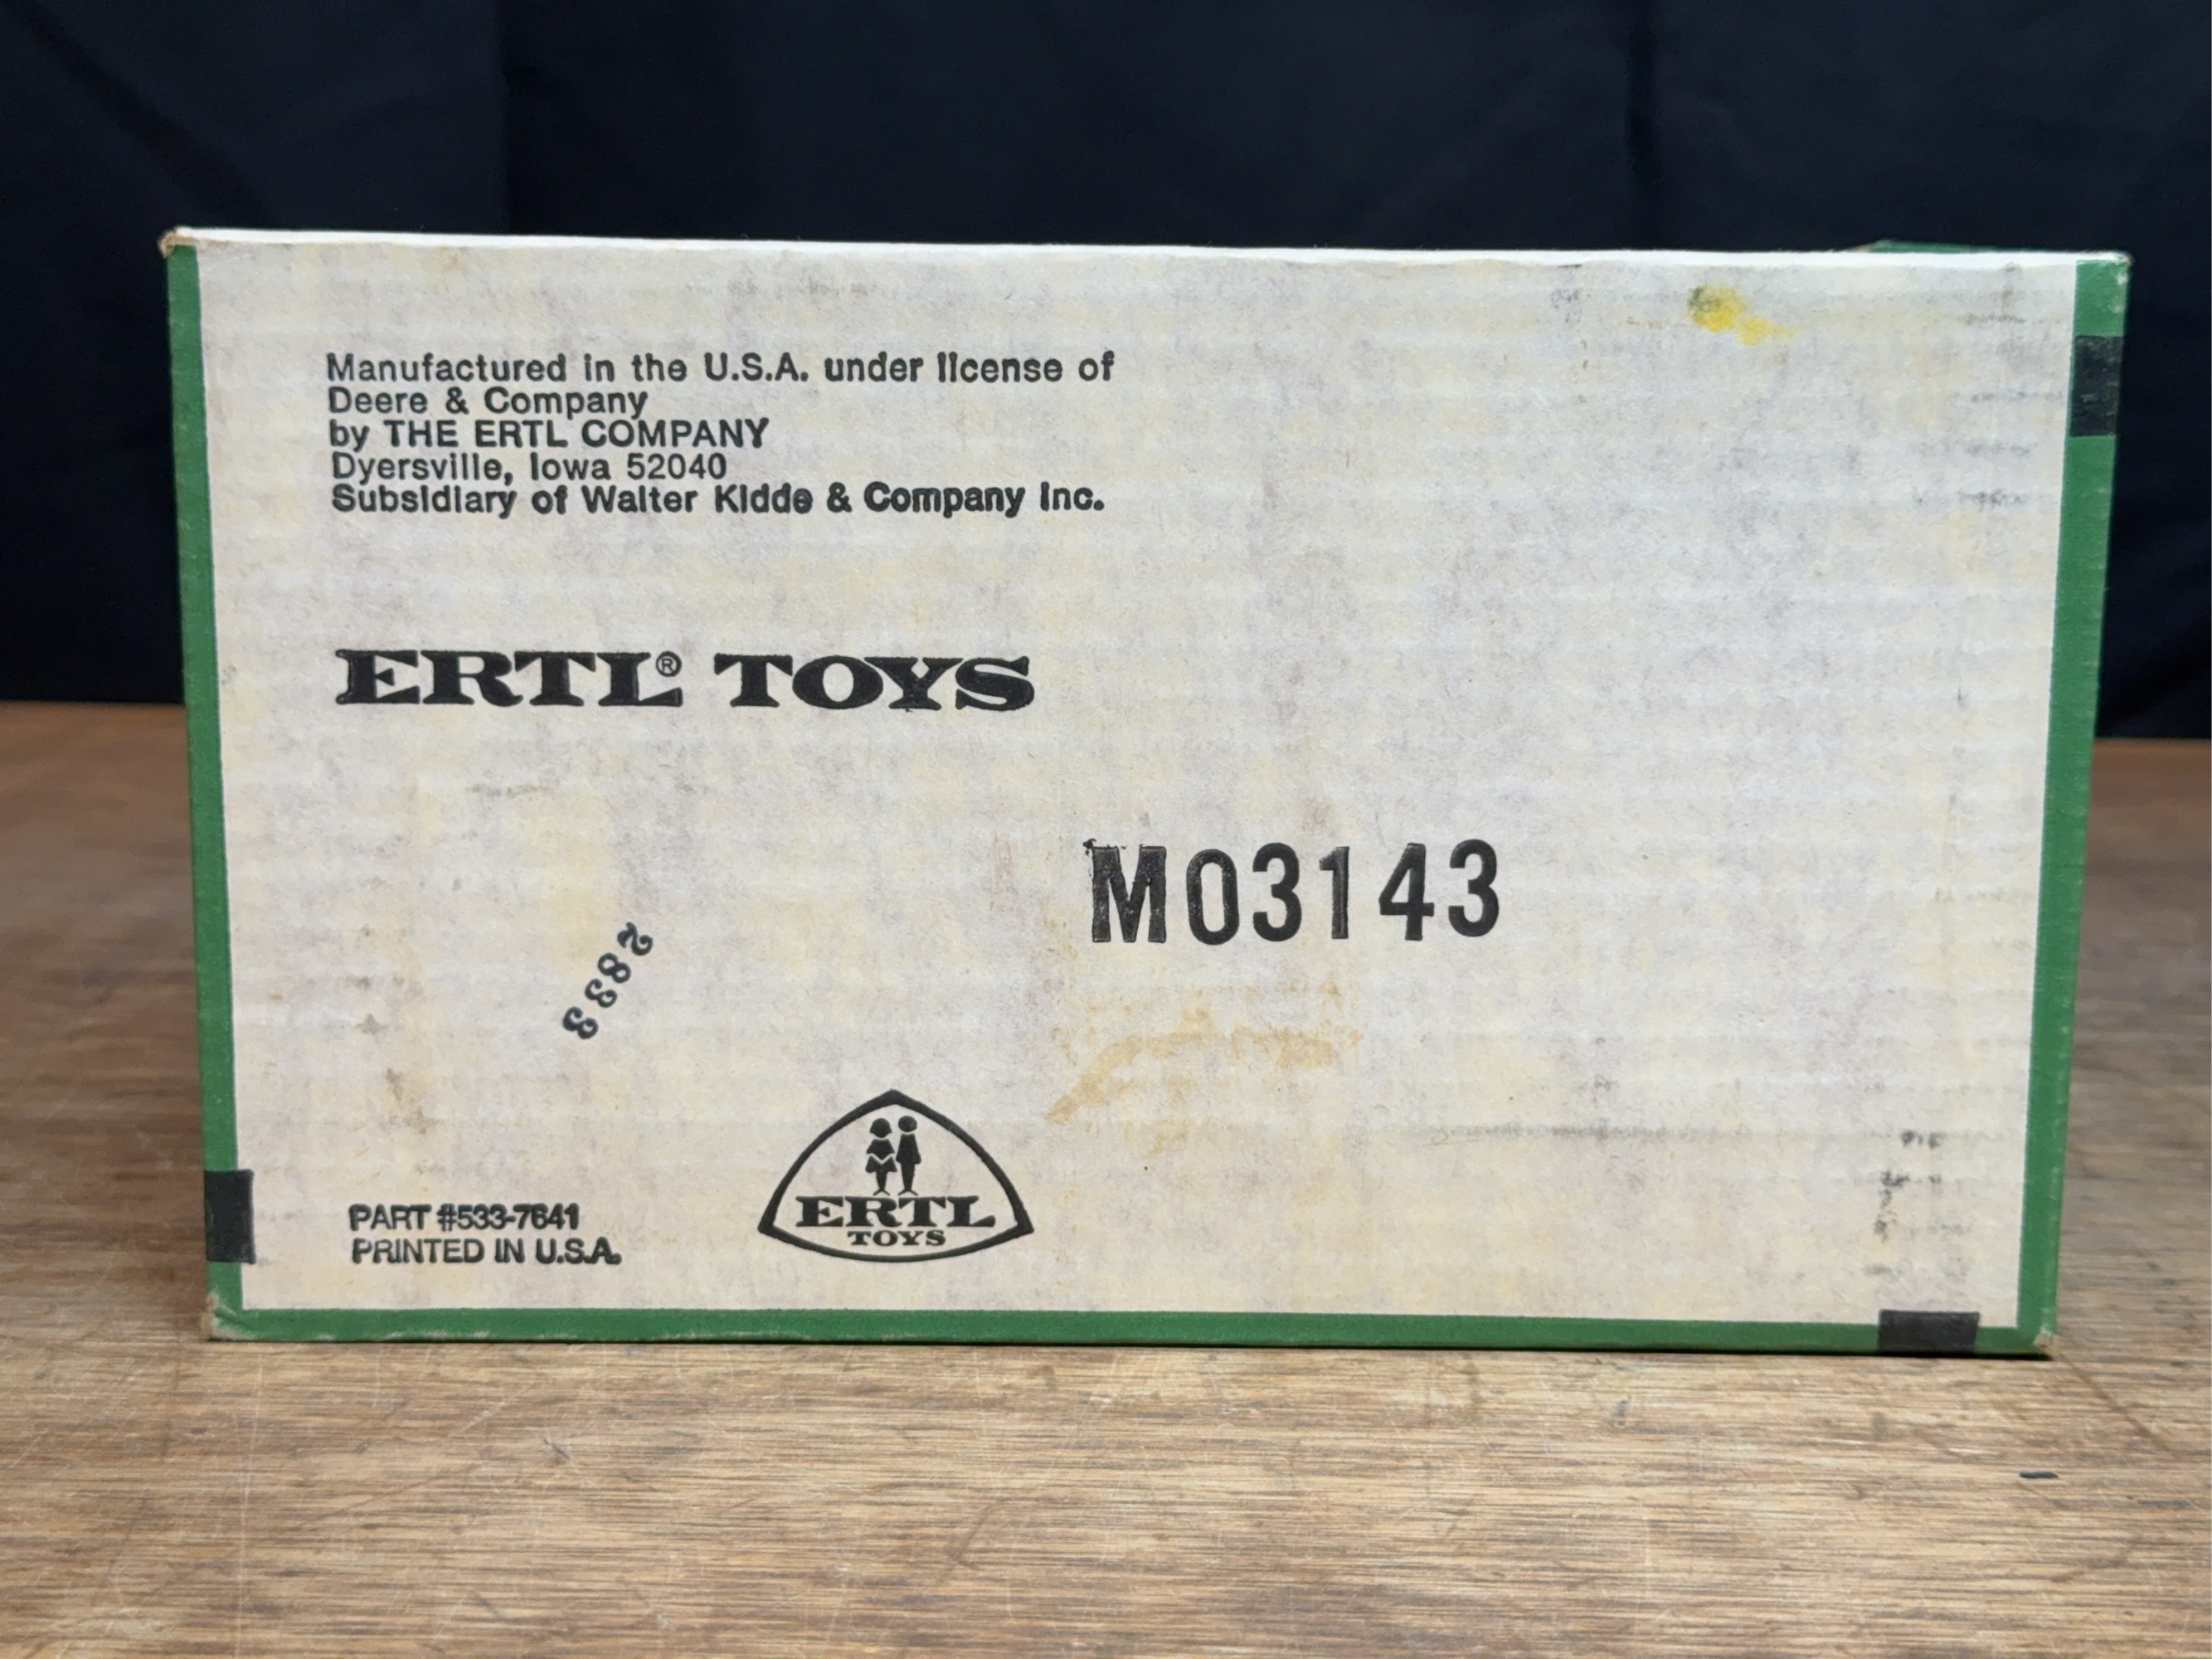 Manufactured in the U.S.A. under license of
Deere & Company
by THE ERTL COMPANY
Dyersville, Iowa 52040
Subsidiary of Walter Kidde & Company Inc.
ERTL® TOYS
M03143
2833
ERTL
TOYS
PART #533-7641
PRINTED IN U.S.A.